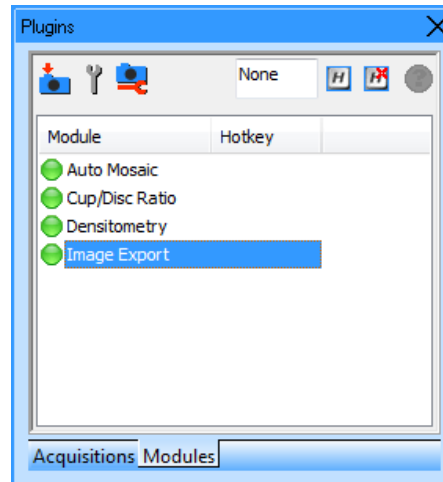 Plugins
None H H ?
Module Hotkey
Auto Mosaic
Cup/Disc Ratio
Densitometry
Image Export
Acquisitions Modules